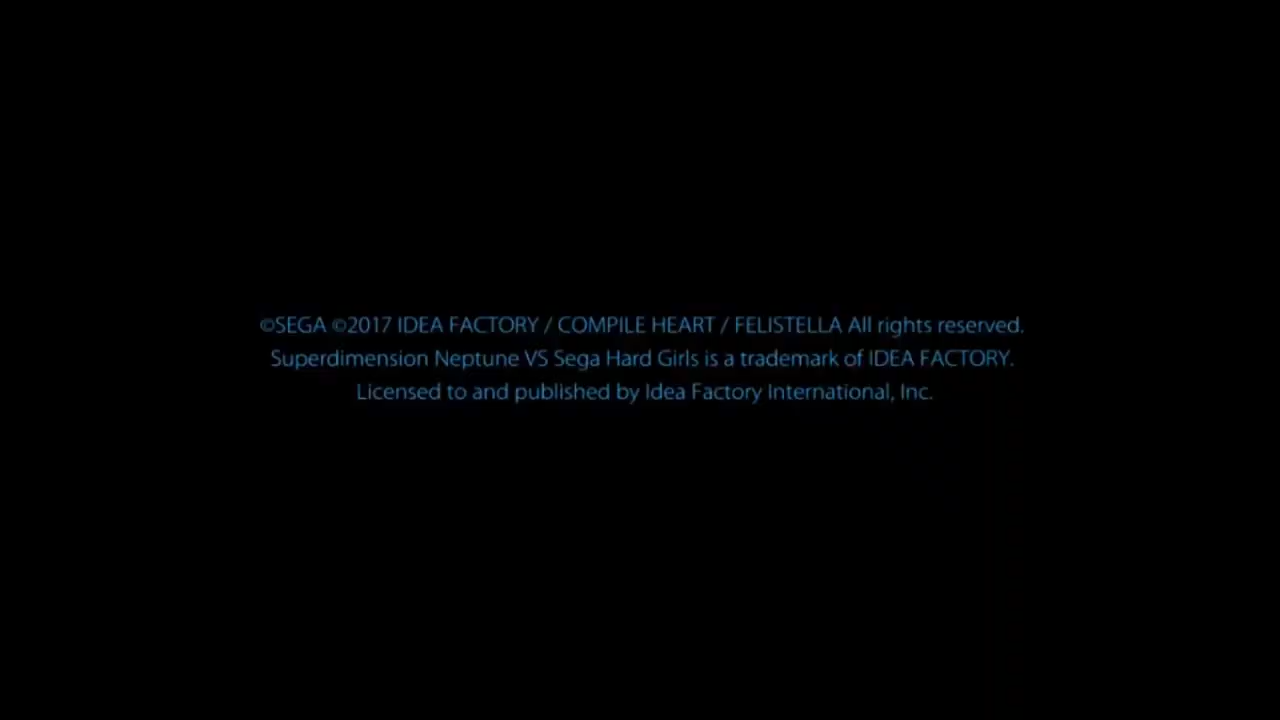 ©SEGA ©2017 IDEA FACTORY / COMPILE HEART / FELISTELLA All rights reserved.
Superdimension Neptune VS Sega Hard Girls is a trademark of IDEA FACTORY.
Licensed to and published by Idea Factory International, Inc.